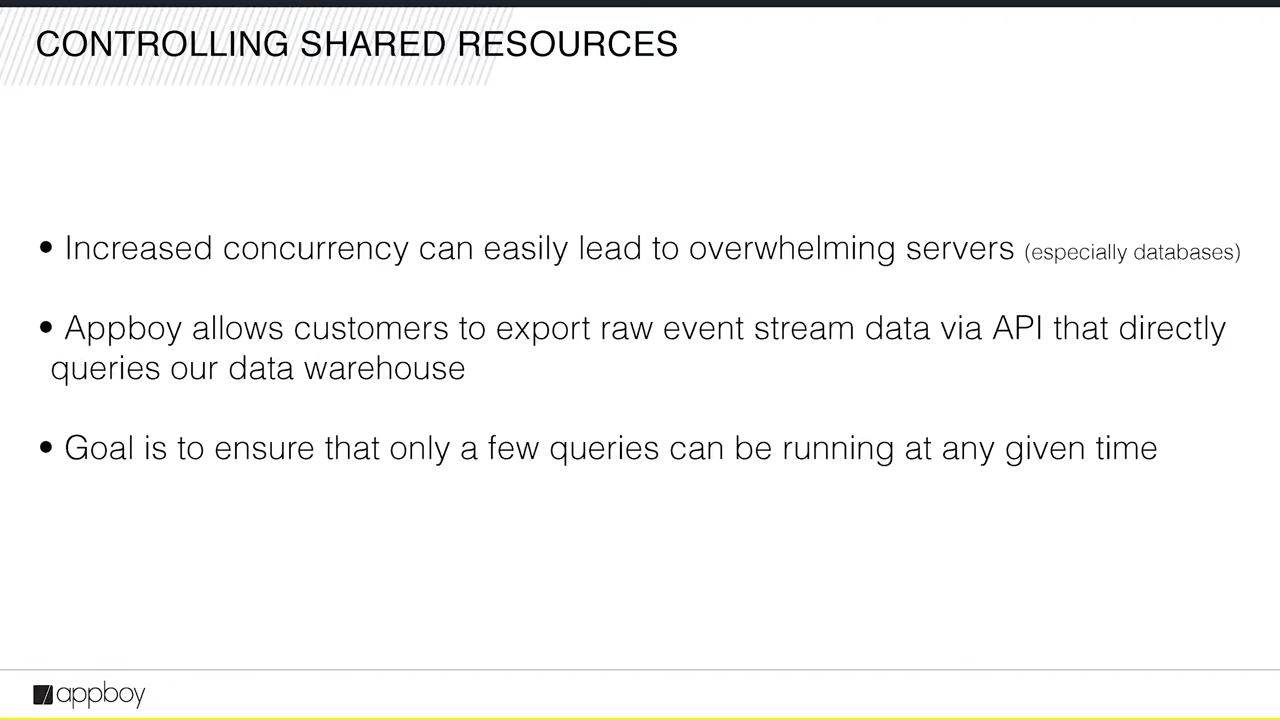 CONTROLLING SHARED RESOURCES
• Increased concurrency can easily lead to overwhelming servers (especially databases)
• Appboy allows customers to export raw event stream data via API that directly
queries our data warehouse
• Goal is to ensure that only a few queries can be running at any given time
appboy